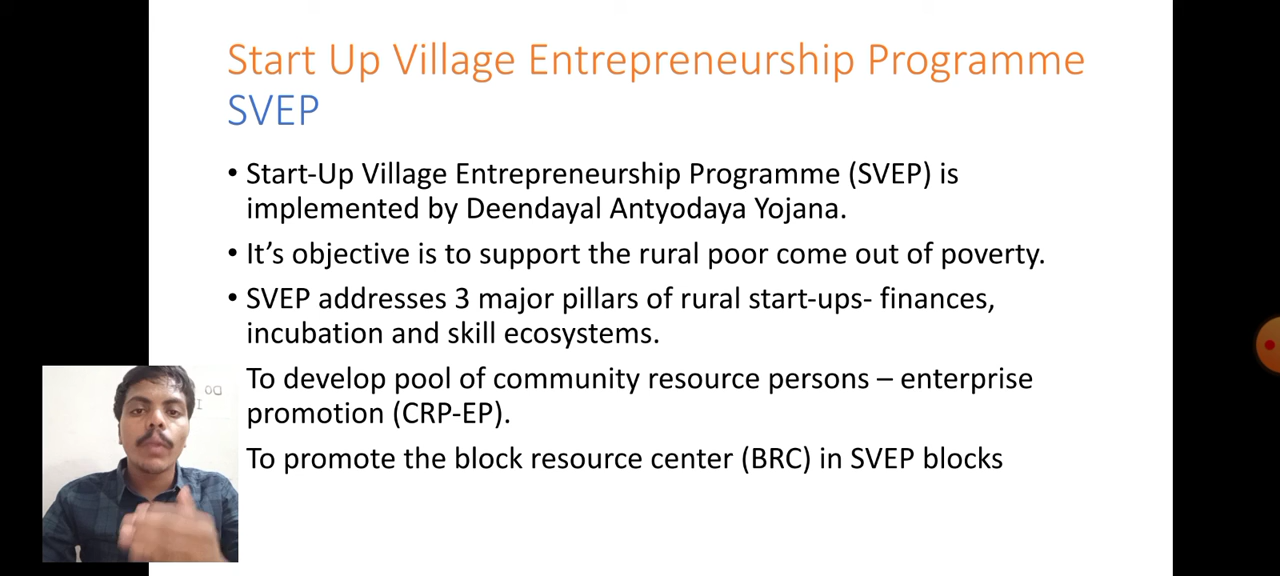 Start Up Village Entrepreneurship Programme
SVEP
• Start-Up Village Entrepreneurship Programme (SVEP) is
implemented by Deendayal Antyodaya Yojana.
• It’s objective is to support the rural poor come out of poverty.
• SVEP addresses 3 major pillars of rural start-ups- finances,
incubation and skill ecosystems.
To develop pool of community resource persons – enterprise
promotion (CRP-EP).
To promote the block resource center (BRC) in SVEP blocks